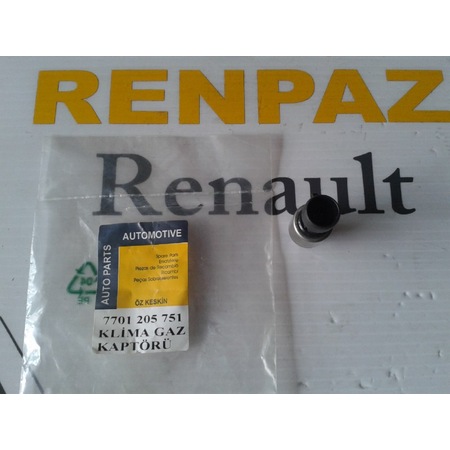 RENPAZ
Renault
AUTO PARTS
AUTOMOTIVE
ÖZ KESKİN
7701 205 751
KLİMA GAZ
KAPTÖRÜ